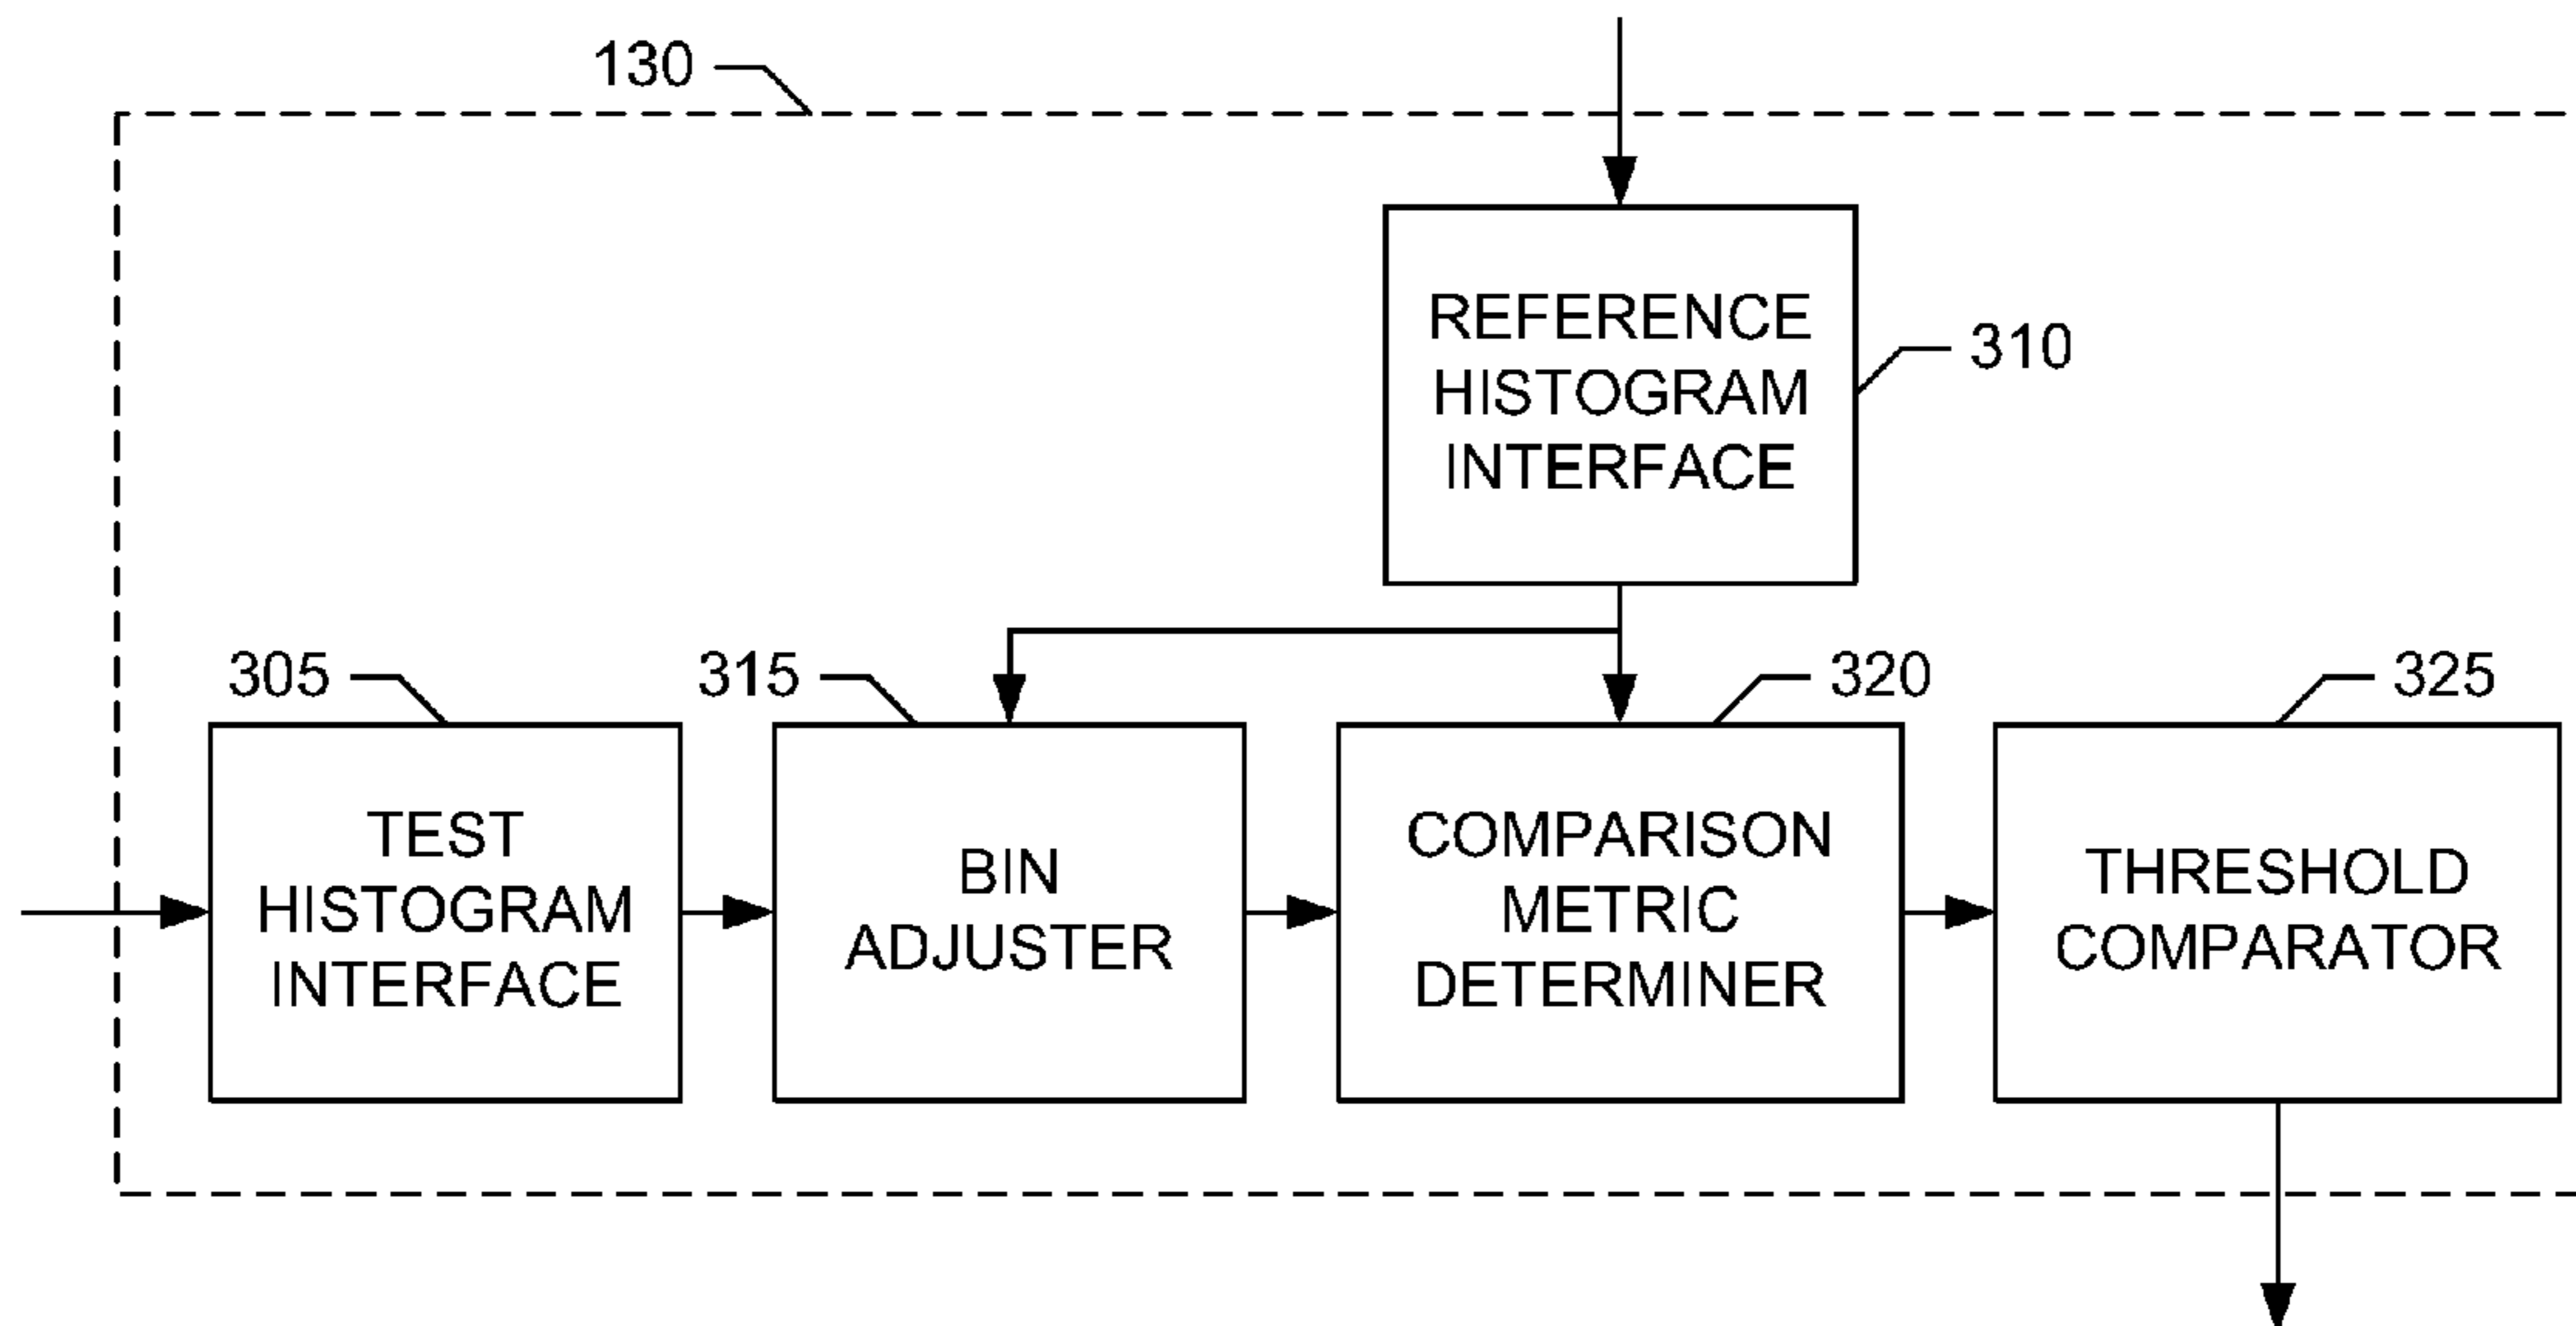 130
REFERENCE
HISTOGRAM
INTERFACE
310
305
315
320
325
TEST
HISTOGRAM
INTERFACE
BIN
ADJUSTER
COMPARISON
METRIC
DETERMINER
THRESHOLD
COMPARATOR